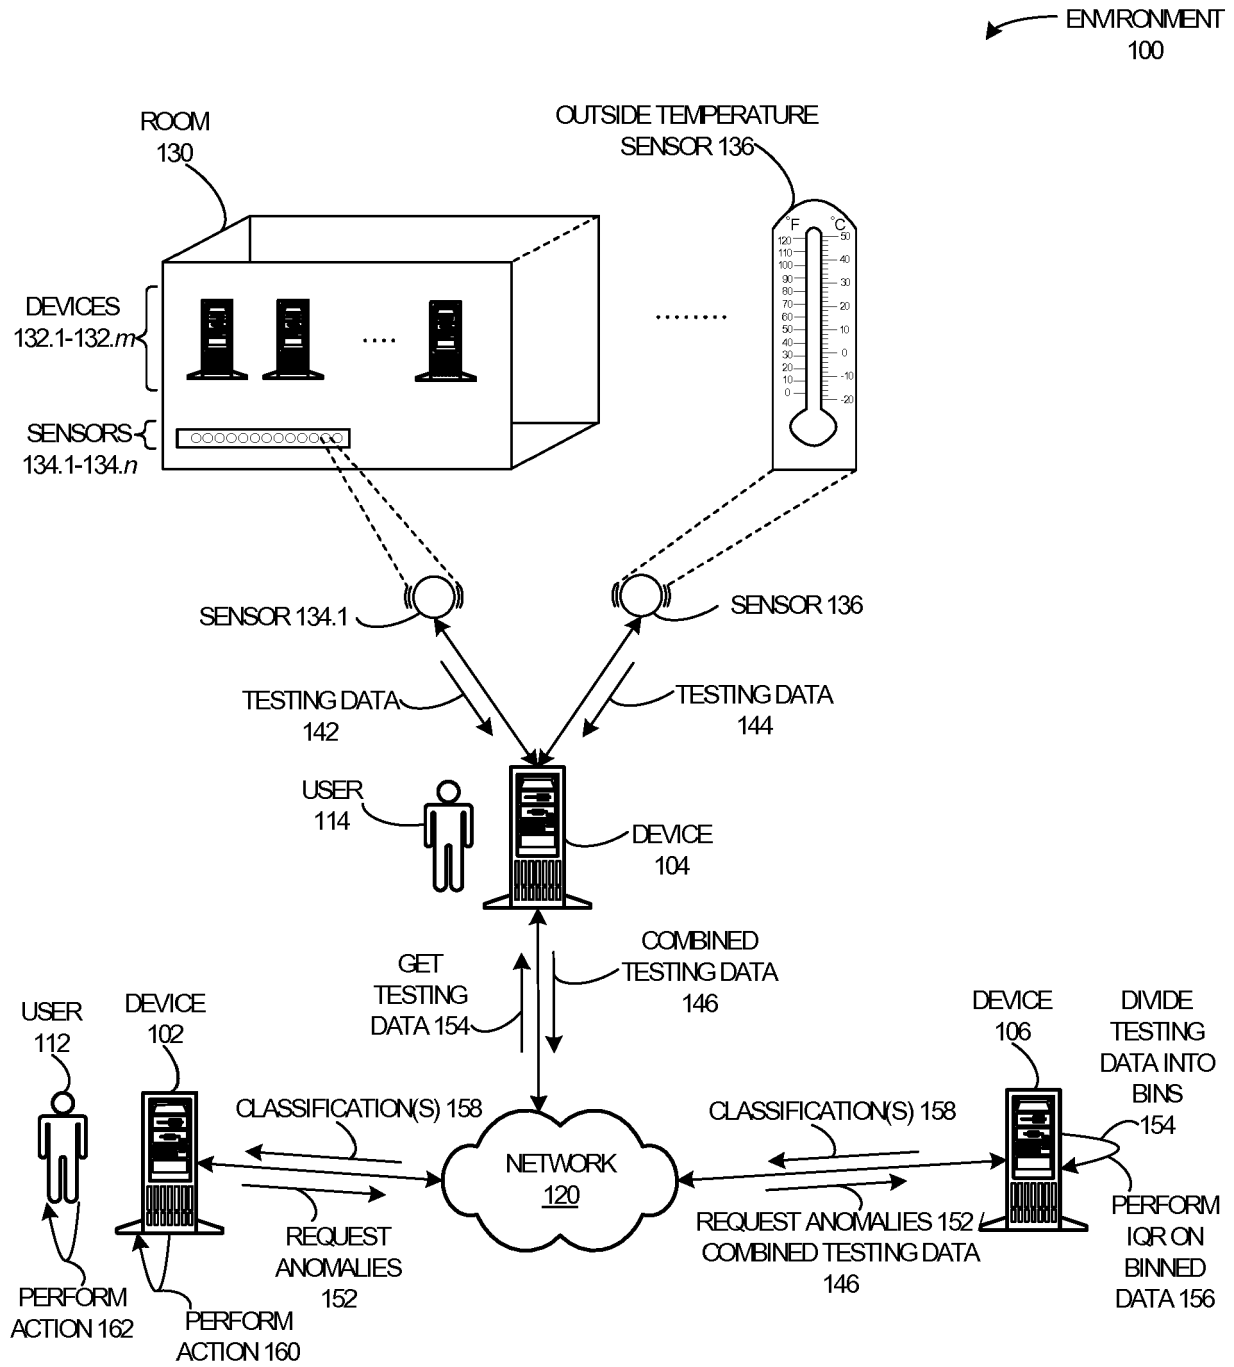 ENVIRONMENT
100
ROOM
130
OUTSIDE TEMPERATURE
SENSOR 136
°F
°C
120
110
100
90
80
70
60
50
40
30
20
10
0
50
40
30
20
10
0
-10
-20
DEVICES
132.1-132.m
SENSORS
134.1-134.n
SENSOR 134.1
SENSOR 136
TESTING DATA
142
TESTING DATA
144
USER
114
DEVICE
104
GET
TESTING
DATA 154
COMBINED
TESTING DATA
146
USER
112
DEVICE
102
DEVICE
106
DIVIDE
TESTING
DATA INTO
BINS
154
CLASSIFICATION(S) 158
CLASSIFICATION(S) 158
NETWORK
120
REQUEST
ANOMALIES
152
REQUEST ANOMALIES 152 /
COMBINED TESTING DATA
146
PERFORM
IQR ON
BINNED
DATA 156
PERFORM
ACTION 162
PERFORM
ACTION 160